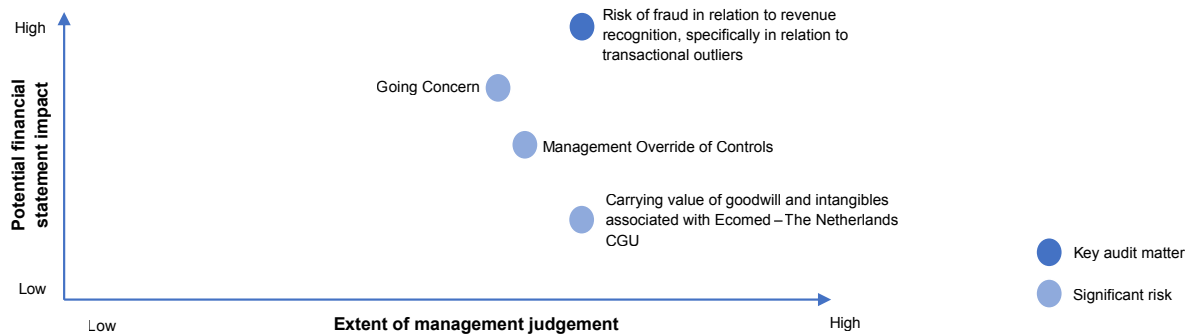 High
Risk of fraud in relation to revenue
recognition, specifically in relation to
transactional outliers
Going Concern
Management Override of Controls
Potential financial
statement impact
Carrying value of goodwill and intangibles
associated with Ecomed – The Netherlands
CGU
Key audit matter
Low
Significant risk
Low
Extent of management judgement
High